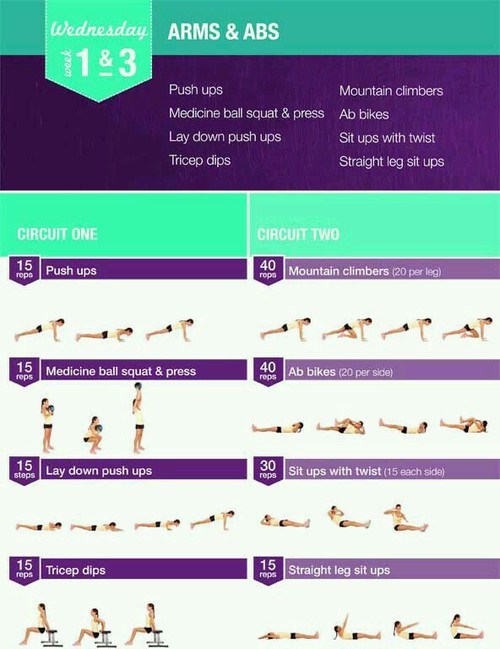 Wednesday
week 1 & 3
ARMS & ABS
Push ups
Medicine ball squat & press
Lay down push ups
Tricep dips
Mountain climbers
Ab bikes
Sit ups with twist
Straight leg sit ups
CIRCUIT ONE
15 reps Push ups
15 reps Medicine ball squat & press
15 steps Lay down push ups
15 reps Tricep dips
CIRCUIT TWO
40 reps Mountain climbers (20 per leg)
40 reps Ab bikes (20 per side)
30 reps Sit ups with twist (15 each side)
15 reps Straight leg sit ups